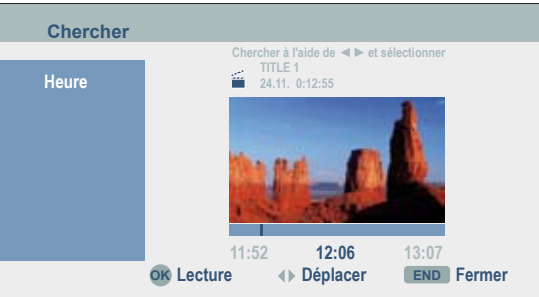 Chercher
Chercher à l'aide de ◄ ► et sélectionner
Heure
TITLE 1
24.11. 0:12:55
11:52 12:06 13:07
OK Lecture Déplacer END Fermer